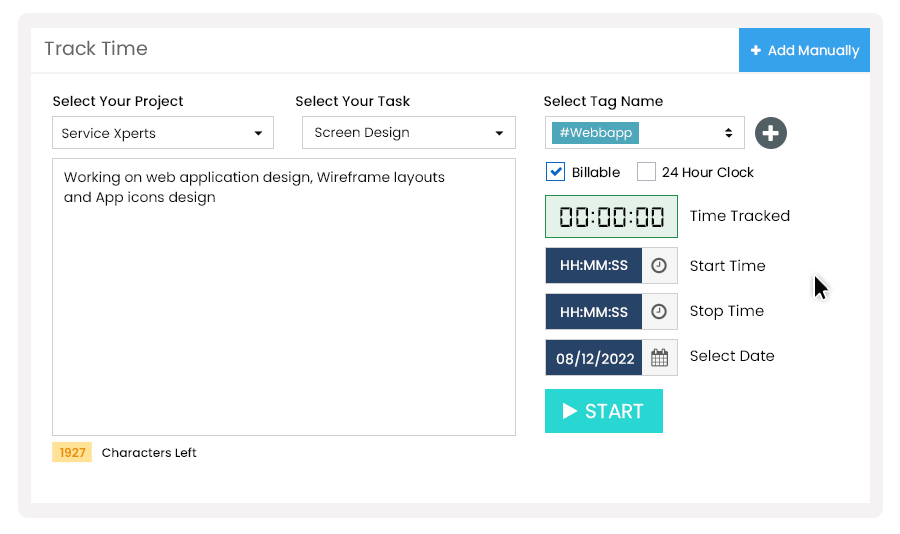 Track Time
Add Manually
Select Your Project
Select Your Task
Select Tag Name
Service Xperts
Screen Design
#Webbapp
Working on web application design, Wireframe layouts
and App icons design
Billable
24 Hour Clock
00:00:00
Time Tracked
HH:MM:SS
Start Time
HH:MM:SS
Stop Time
08/12/2022
Select Date
START
1927 Characters Left